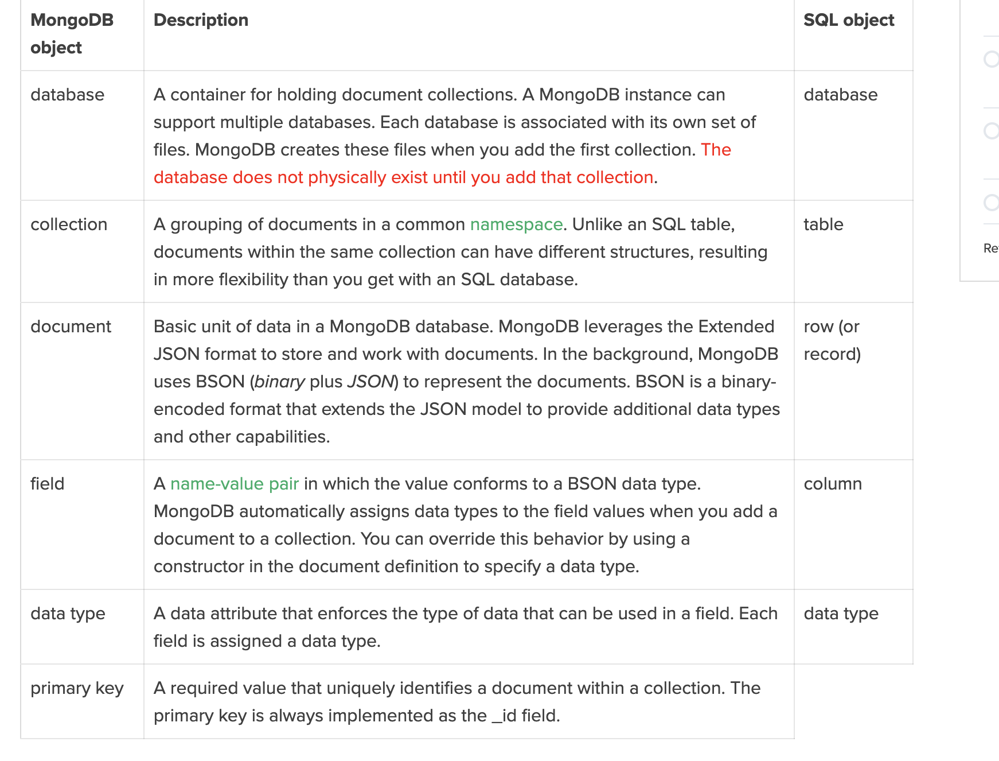 MongoDB object
Description
SQL object
database
A container for holding document collections. A MongoDB instance can
support multiple databases. Each database is associated with its own set of
files. MongoDB creates these files when you add the first collection. The
database does not physically exist until you add that collection.
database
collection
A grouping of documents in a common namespace. Unlike an SQL table,
documents within the same collection can have different structures, resulting
in more flexibility than you get with an SQL database.
table
document
Basic unit of data in a MongoDB database. MongoDB leverages the Extended
JSON format to store and work with documents. In the background, MongoDB
uses BSON (binary plus JSON) to represent the documents. BSON is a binary-
encoded format that extends the JSON model to provide additional data types
and other capabilities.
row (or
record)
field
A name-value pair in which the value conforms to a BSON data type.
MongoDB automatically assigns data types to the field values when you add a
document to a collection. You can override this behavior by using a
constructor in the document definition to specify a data type.
column
data type
A data attribute that enforces the type of data that can be used in a field. Each
field is assigned a data type.
data type
primary key
A required value that uniquely identifies a document within a collection. The
primary key is always implemented as the _id field.